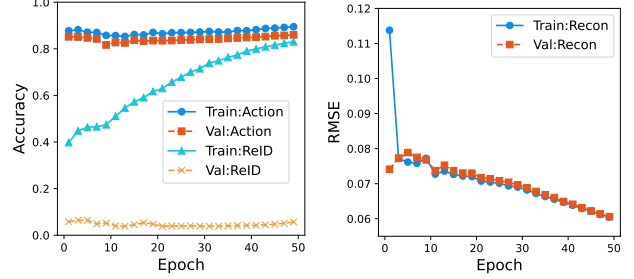 1.0
0.8
0.6
0.4
0.2
0.0
Accuracy
0
10
20
30
40
50
Epoch
Train:Action
Val:Action
Train:ReID
Val:ReID
0.12
0.11
0.10
0.09
0.08
0.07
0.06
RMSE
0
10
20
30
40
50
Epoch
Train:Recon
Val:Recon